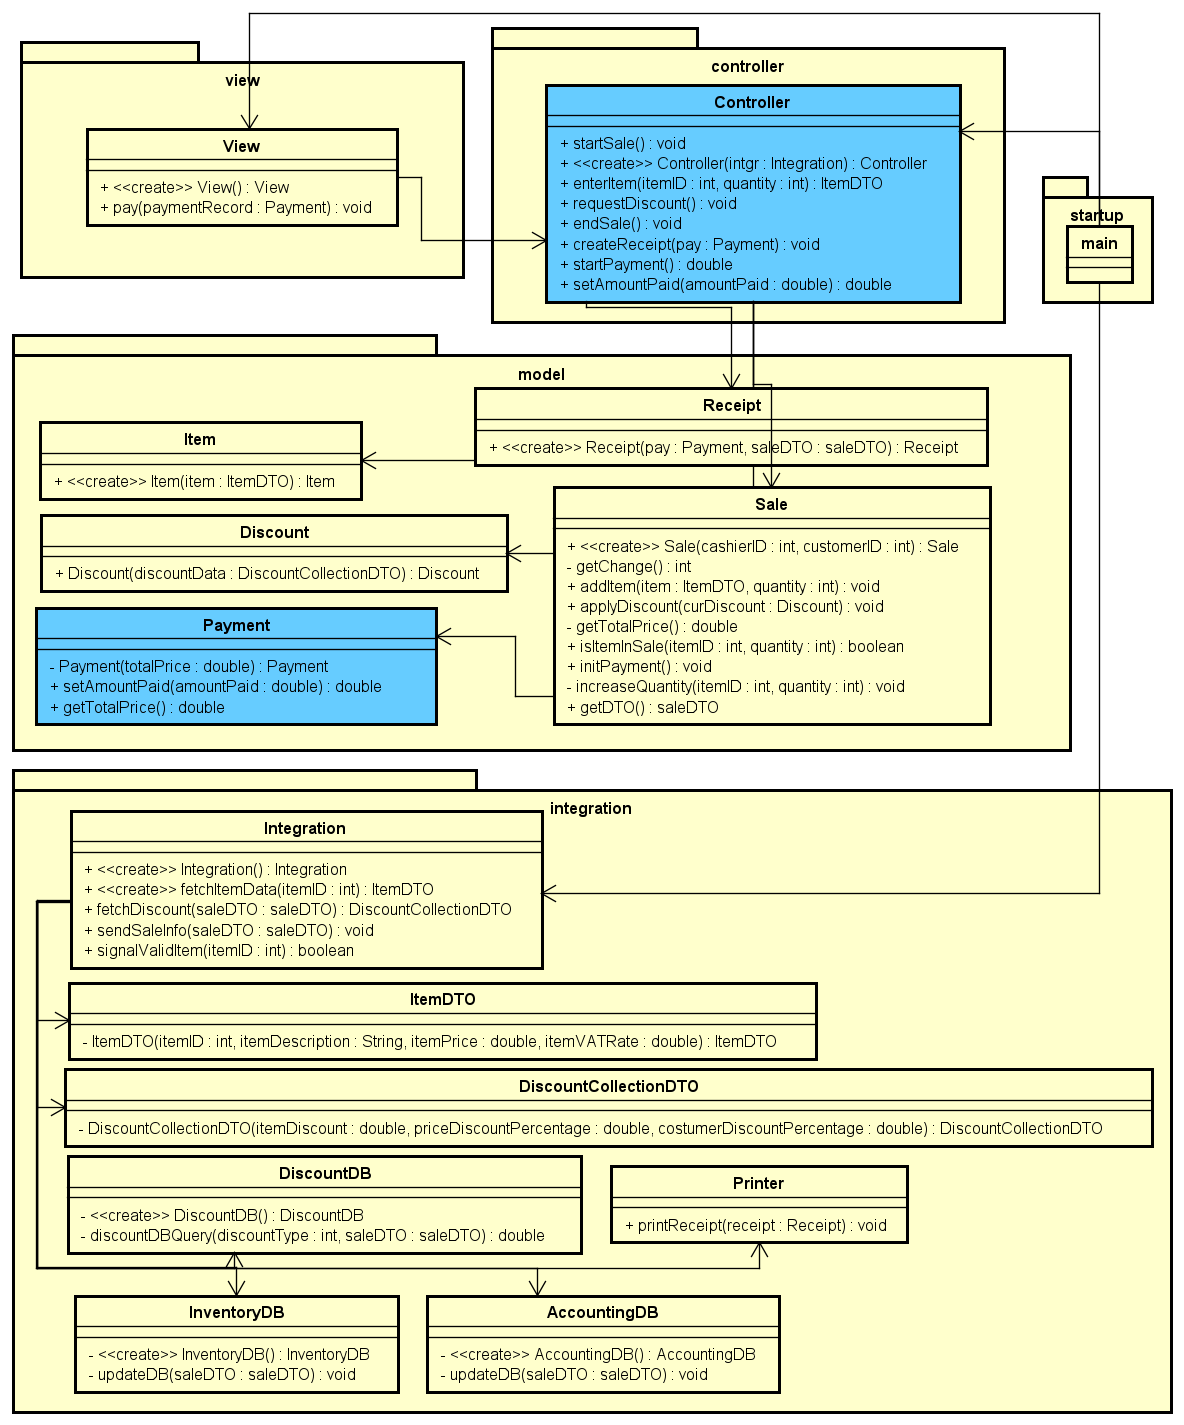 view
View
+ <<create>> View() : View
+ pay(paymentRecord : Payment) : void
controller
Controller
+ startSale() : void
+ <<create>> Controller(intgr : Integration) : Controller
+ enterItem(itemID : int, quantity : int) : ItemDTO
+ requestDiscount() : void
+ endSale() : void
+ createReceipt(pay : Payment) : void
+ startPayment() : double
+ setAmountPaid(amountPaid : double) : double
startup
main
model
Receipt
+ <<create>> Receipt(pay : Payment, saleDTO : saleDTO) : Receipt
Item
+ <<create>> Item(item : ItemDTO) : Item
Discount
+ Discount(discountData : DiscountCollectionDTO) : Discount
Payment
- Payment(totalPrice : double) : Payment
+ setAmountPaid(amountPaid : double) : double
+ getTotalPrice() : double
Sale
+ <<create>> Sale(cashierID : int, customerID : int) : Sale
- getChange() : int
+ addItem(item : ItemDTO, quantity : int) : void
+ applyDiscount(curDiscount : Discount) : void
- getTotalPrice() : double
+ isItemInSale(itemID : int, quantity : int) : boolean
+ initPayment() : void
- increaseQuantity(itemID : int, quantity : int) : void
+ getDTO() : saleDTO
integration
Integration
+ <<create>> Integration() : Integration
+ <<create>> fetchItemData(itemID : int) : ItemDTO
+ fetchDiscount(saleDTO : saleDTO) : DiscountCollectionDTO
+ sendSaleInfo(saleDTO : saleDTO) : void
+ signalValidItem(itemID : int) : boolean
ItemDTO
- ItemDTO(itemID : int, itemDescription : String, itemPrice : double, itemVATRate : double) : ItemDTO
DiscountCollectionDTO
- DiscountCollectionDTO(itemDiscount : double, priceDiscountPercentage : double, costumerDiscountPercentage : double) : DiscountCollectionDTO
DiscountDB
- <<create>> DiscountDB() : DiscountDB
- discountDBQuery(discountType : int, saleDTO : saleDTO) : double
Printer
+ printReceipt(receipt : Receipt) : void
InventoryDB
- <<create>> InventoryDB() : InventoryDB
- updateDB(saleDTO : saleDTO) : void
AccountingDB
- <<create>> AccountingDB() : AccountingDB
- updateDB(saleDTO : saleDTO) : void